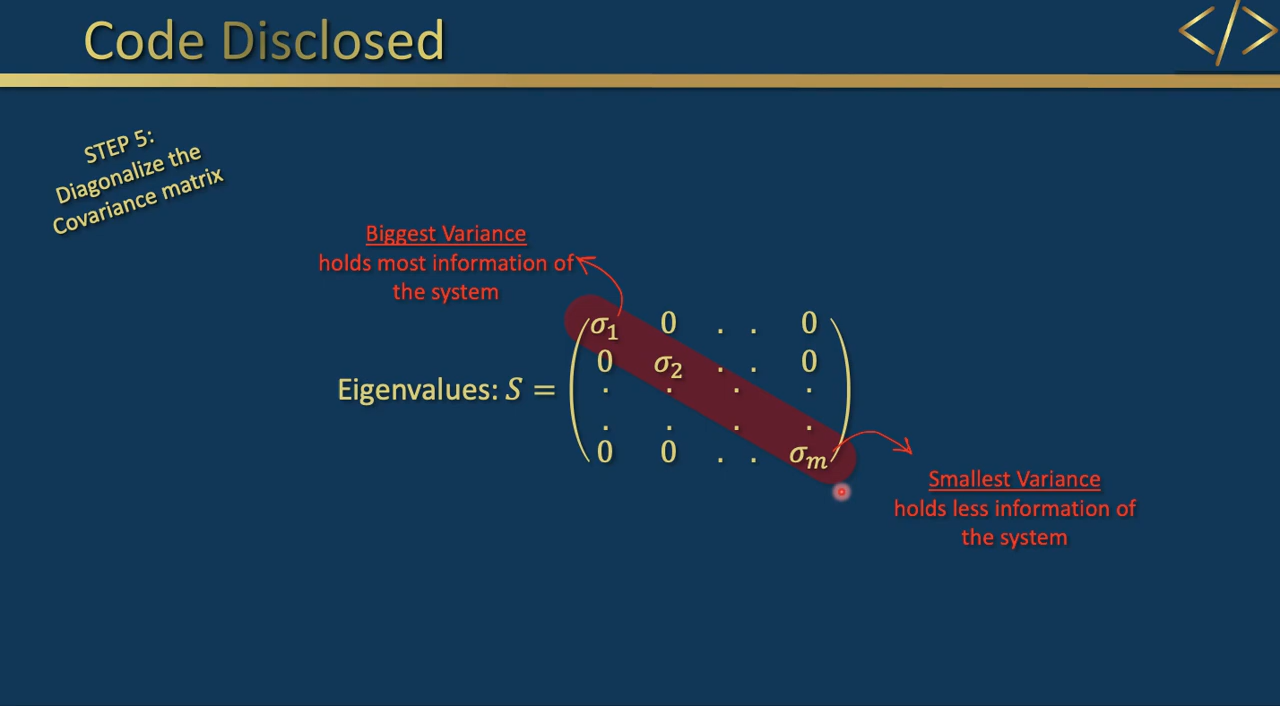 Code Disclosed
</>
STEP 5:
Diagonalize the
Covariance matrix
Biggest Variance
holds most information of
the system
σ₁ 0 . . 0
0 σ₂ . . 0
Eigenvalues: S =
. . . .
. . . .
0 0 . . σₘ
Smallest Variance
holds less information of
the system